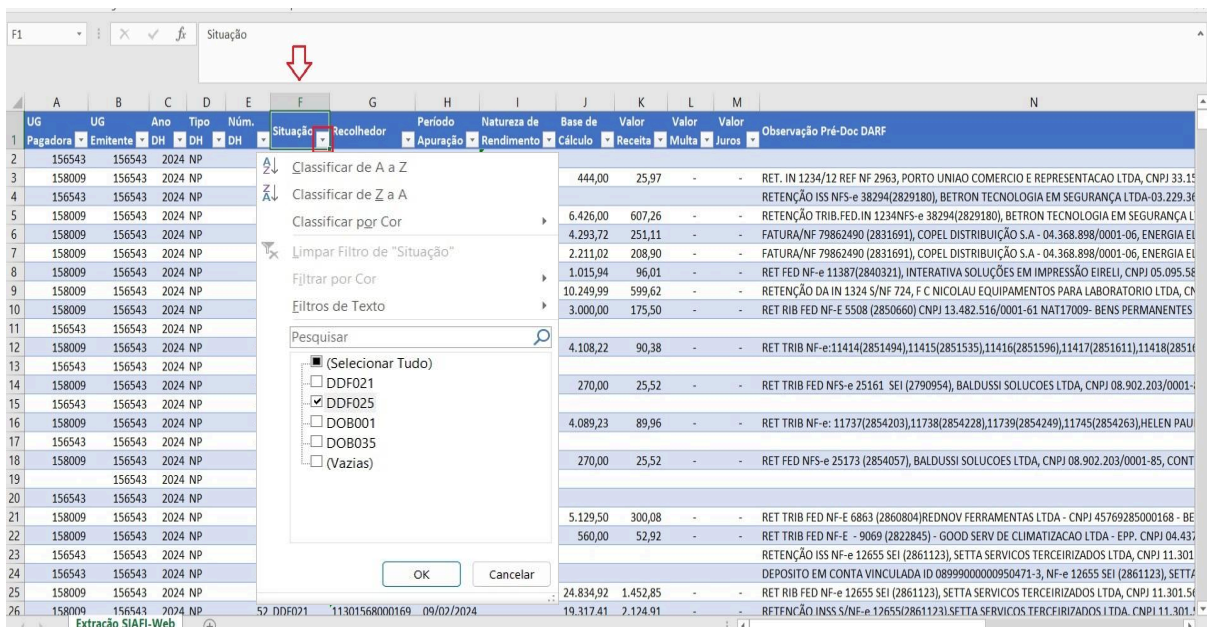 F1 fx Situação
A B C D E F G H I J K L M N
1 UG Pagadora UG Emitente Ano DH Tipo DH Núm. DH Situação Recolhedor Período Apuração Natureza de Rendimento Base de Cálculo Valor Receita Valor Multa Valor Juros Observação Pré-Doc DARF
2 156543 156543 2024 NP
3 158009 156543 2024 NP 444,00 25,97 - - RET. IN 1234/12 REF NF 2963, PORTO UNIAO COMERCIO E REPRESENTACAO LTDA, CNPJ 33.15
4 156543 156543 2024 NP RETENÇÃO ISS NFS-e 38294(2829180), BETRON TECNOLOGIA EM SEGURANÇA LTDA-03.229.36
5 158009 156543 2024 NP 6.426,00 607,26 - - RETENÇÃO TRIB.FED.IN 1234NFS-e 38294(2829180), BETRON TECNOLOGIA EM SEGURANÇA L
6 158009 156543 2024 NP 4.293,72 251,11 - - FATURA/NF 79862490 (2831691), COPEL DISTRIBUIÇÃO S.A - 04.368.898/0001-06, ENERGIA EL
7 158009 156543 2024 NP 2.211,02 208,90 - - FATURA/NF 79862490 (2831691), COPEL DISTRIBUIÇÃO S.A - 04.368.898/0001-06, ENERGIA EL
8 158009 156543 2024 NP 1.015,94 96,01 - - RET FED NF-e 11387(2840321), INTERATIVA SOLUÇÕES EM IMPRESSÃO EIRELI, CNPJ 05.095.58
9 158009 156543 2024 NP 10.249,99 599,62 - - RETENÇÃO DA IN 1324 S/NF 724, F C NICOLAU EQUIPAMENTOS PARA LABORATORIO LTDA, CN
10 158009 156543 2024 NP 3.000,00 175,50 - - RET RIB FED NF-E 5508 (2850660) CNPJ 13.482.516/0001-61 NAT17009- BENS PERMANENTES
11 156543 156543 2024 NP
12 158009 156543 2024 NP 4.108,22 90,38 - - RET TRIB NF-e:11414(2851494),11415(2851535),11416(2851596),11417(2851611),11418(28516
13 156543 156543 2024 NP
14 158009 156543 2024 NP 270,00 25,52 - - RET TRIB FED NFS-e 25161 SEI (2790954), BALDUSSI SOLUCOES LTDA, CNPJ 08.902.203/0001-
15 156543 156543 2024 NP
16 158009 156543 2024 NP 4.089,23 89,96 - - RET TRIB NF-e: 11737(2854203),11738(2854228),11739(2854249),11745(2854263),HELEN PAU
17 156543 156543 2024 NP
18 158009 156543 2024 NP 270,00 25,52 - - RET FED NFS-e 25173 (2854057), BALDUSSI SOLUCOES LTDA, CNPJ 08.902.203/0001-85, CONT
19 156543 2024 NP
20 156543 156543 2024 NP
21 158009 156543 2024 NP 5.129,50 300,08 - - RET TRIB FED NF-E 6863 (2860804)REDNOV FERRAMENTAS LTDA - CNPJ 45769285000168 - BE
22 158009 156543 2024 NP 560,00 52,92 - - RET TRIB FED NF-E - 9069 (2822845) - GOOD SERV DE CLIMATIZACAO LTDA - EPP. CNPJ 04.437
23 156543 156543 2024 NP RETENÇÃO ISS NF-e 12655 SEI (2861123), SETTA SERVICOS TERCEIRIZADOS LTDA, CNPJ 11.301
24 156543 156543 2024 NP DEPOSITO EM CONTA VINCULADA ID 08999000000950471-3, NF-e 12655 SEI (2861123), SETTA
25 158009 156543 2024 NP 24.834,92 1.452,85 - - RET RIB FED NF-e 12655 SEI (2861123), SETTA SERVICOS TERCEIRIZADOS LTDA, CNPJ 11.301.56
26 158009 156543 2024 NP 52 DDF021 11301568000169 09/02/2024 19.317,41 2.124,91 - - RETENÇÃO INSS S/NF-e 12655(2861123),SETTA SERVICOS TERCEIRIZADOS LTDA, CNPJ 11.301.
Classificar de A a Z
Classificar de Z a A
Classificar por Cor
Limpar Filtro de "Situação"
Filtrar por Cor
Filtros de Texto
Pesquisar
(Selecionar Tudo)
DDF021
DDF025
DOB001
DOB035
(Vazias)
OK Cancelar
Extração SIAFI-Web